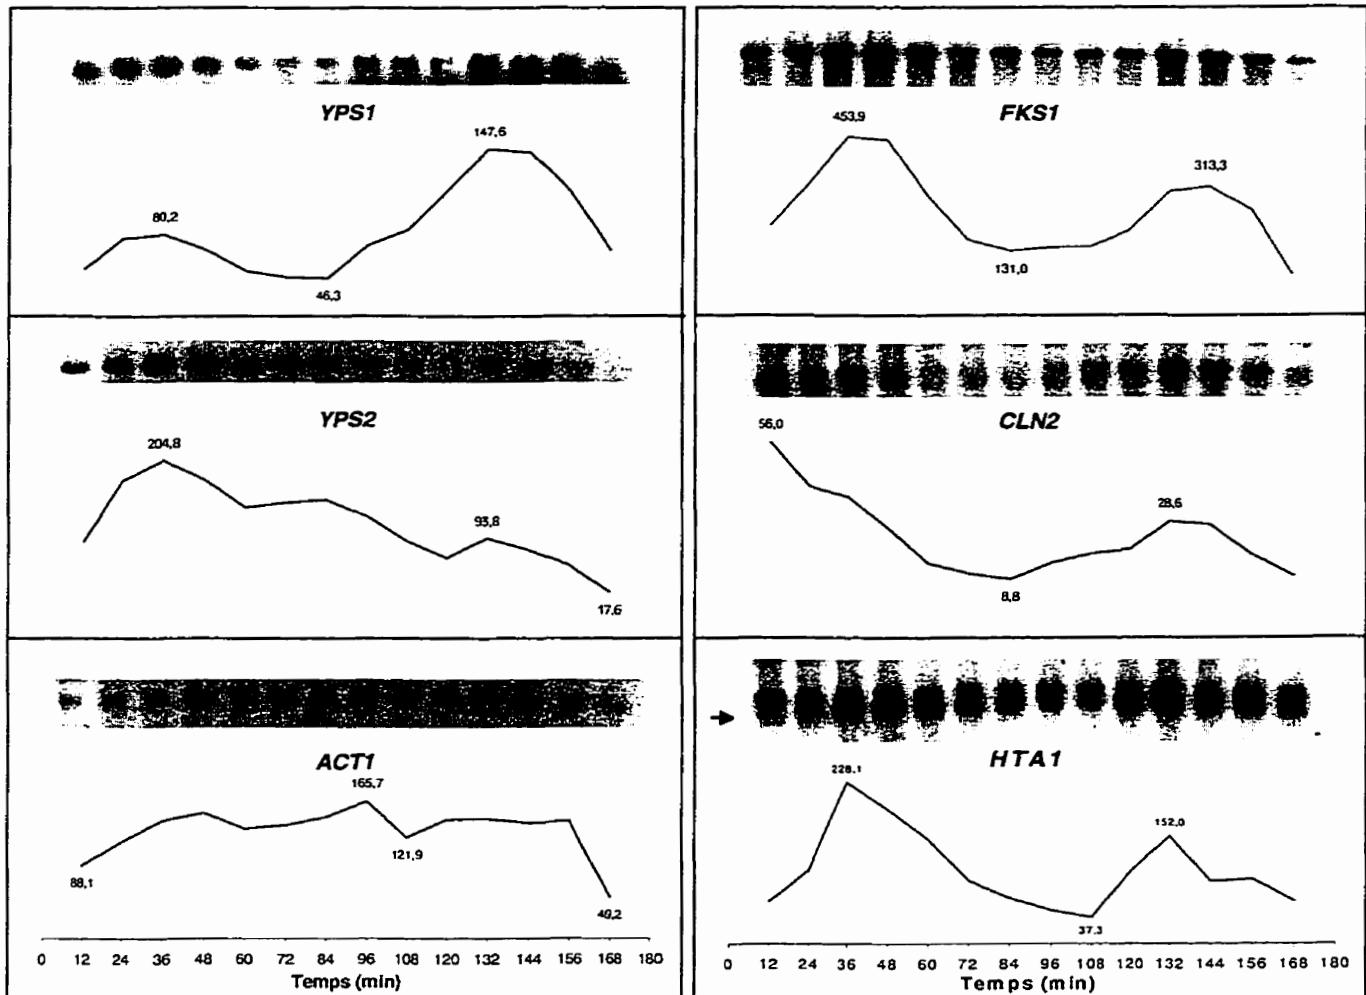 YPS1
147,6
80,2
46,3
YPS2
204,8
93,8
17,6
ACT1
165,7
121,9
88,1
49,2
0 12 24 36 48 60 72 84 96 108 120 132 144 156 168 180
Temps (min)
FKS1
453,9
313,3
131,0
CLN2
56,0
28,6
8,8
HTA1
228,1
152,0
37,3
0 12 24 36 48 60 72 84 96 108 120 132 144 156 168 180
Temps (min)